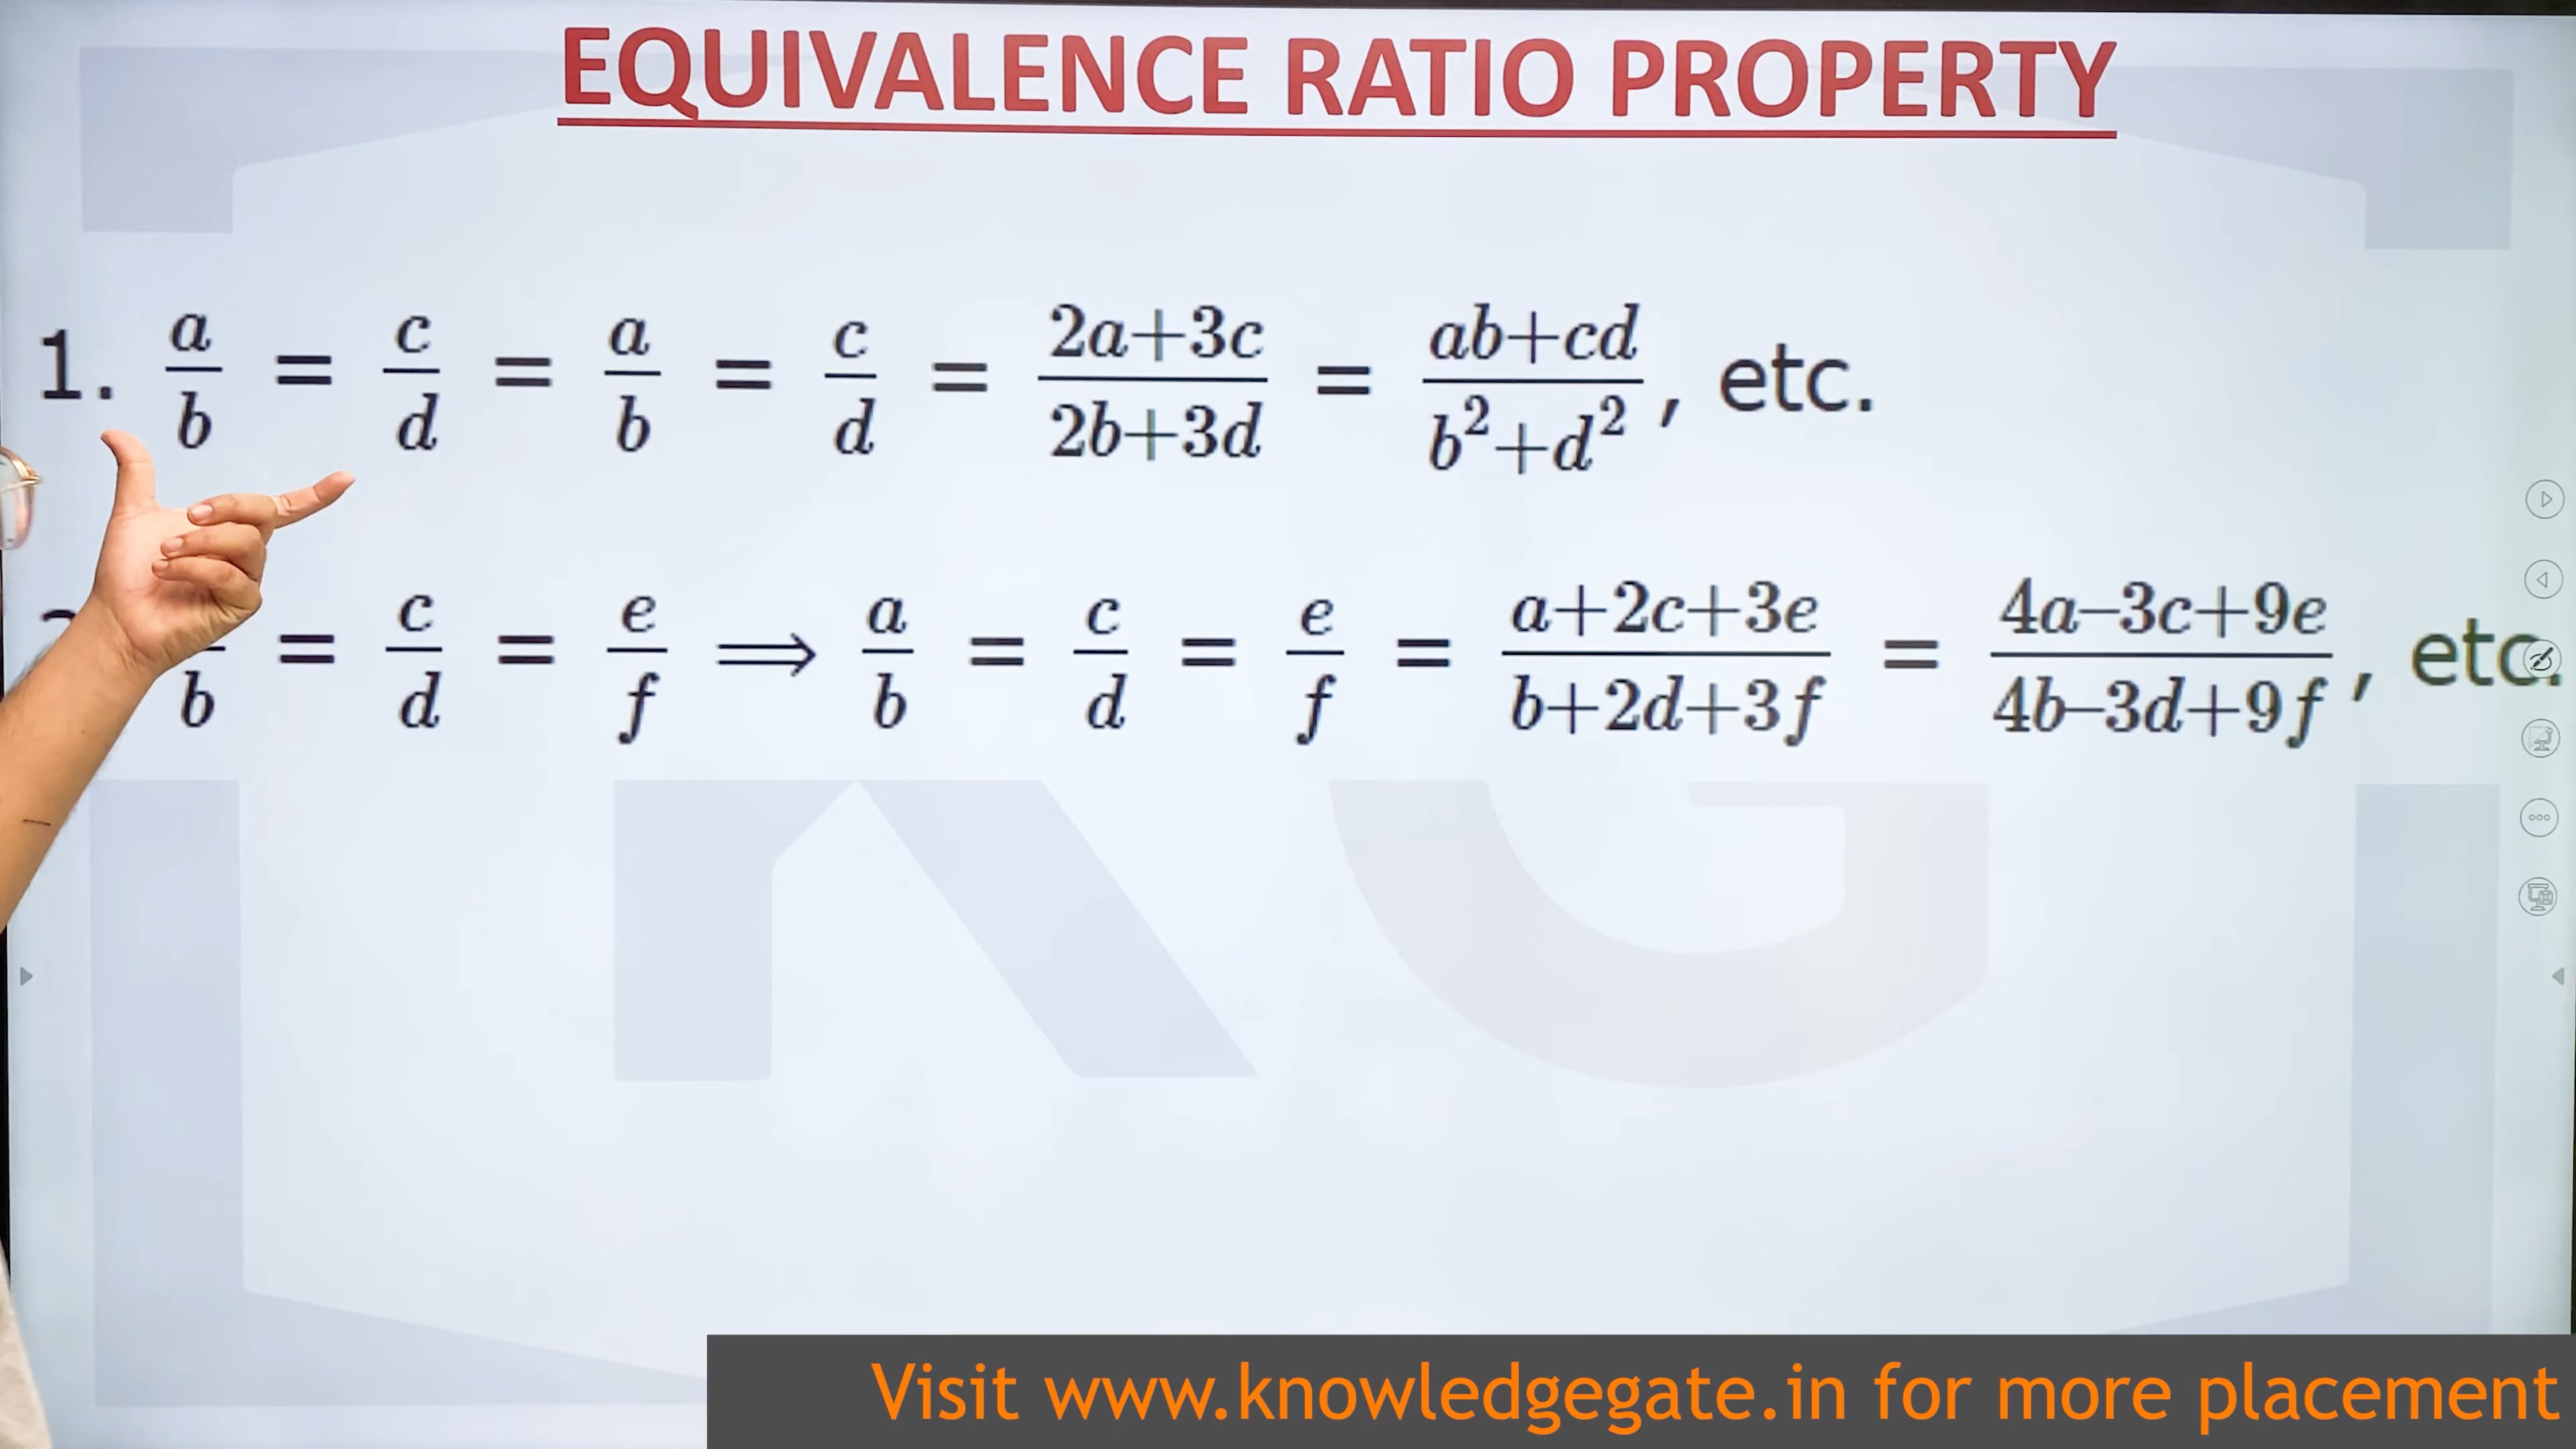 EQUIVALENCE RATIO PROPERTY
1. a/b = c/d = a/b = c/d = 2a+3c/2b+3d = ab+cd/b²+d², etc.
b = c/d = e/f ⟹ a/b = c/d = e/f = a+2c+3e/b+2d+3f = 4a–3c+9e/4b–3d+9f, etc.
KG
Visit www.knowledgegate.in for more placement